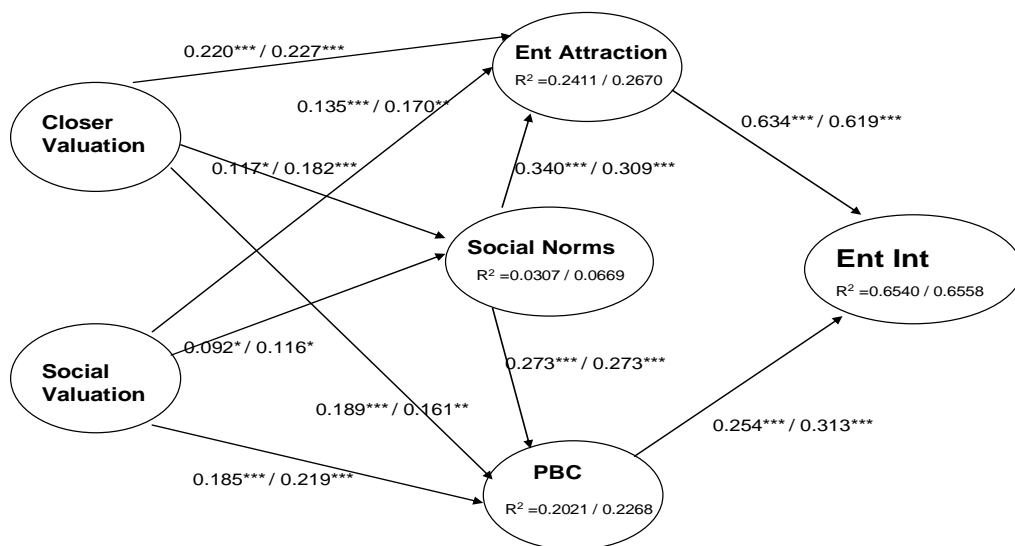 0.220*** / 0.227***
Ent Attraction
R² =0.2411 / 0.2670
0.135*** / 0.170**
Closer
Valuation
0.634*** / 0.619***
0.117* / 0.182***
0.340*** / 0.309***
Social Norms
R² =0.0307 / 0.0669
Ent Int
R² =0.6540 / 0.6558
0.092* / 0.116*
0.273*** / 0.273***
Social
Valuation
0.189*** / 0.161**
0.254*** / 0.313***
0.185*** / 0.219***
PBC
R² =0.2021 / 0.2268